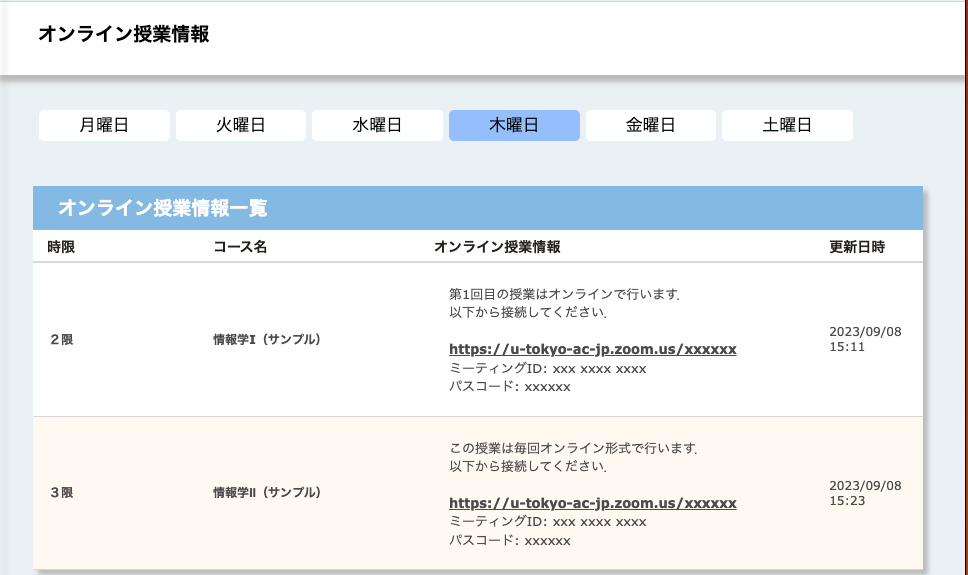 オンライン授業情報
月曜日 火曜日 水曜日 木曜日 金曜日 土曜日
オンライン授業情報一覧
時限 コース名 オンライン授業情報 更新日時
第1回目の授業はオンラインで行います.
以下から接続してください.
2限 情報学I（サンプル） 2023/09/08
15:11
https://u-tokyo-ac-jp.zoom.us/xxxxxx
ミーティングID: xxx xxxx xxxx
パスコード: xxxxxx
この授業は毎回オンライン形式で行います.
以下から接続してください.
3限 情報学II（サンプル） 2023/09/08
15:23
https://u-tokyo-ac-jp.zoom.us/xxxxxx
ミーティングID: xxx xxxx xxxx
パスコード: xxxxxx